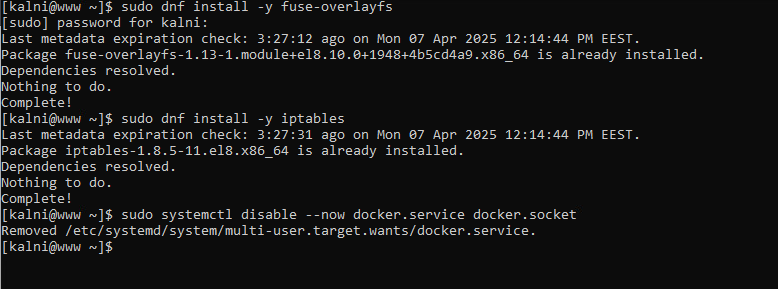 [kalni@www ~]$ sudo dnf install -y fuse-overlayfs
[sudo] password for kalni:
Last metadata expiration check: 3:27:12 ago on Mon 07 Apr 2025 12:14:44 PM EEST.
Package fuse-overlayfs-1.13-1.module+el8.10.0+1948+4b5cd4a9.x86_64 is already installed.
Dependencies resolved.
Nothing to do.
Complete!
[kalni@www ~]$ sudo dnf install -y iptables
Last metadata expiration check: 3:27:31 ago on Mon 07 Apr 2025 12:14:44 PM EEST.
Package iptables-1.8.5-11.el8.x86_64 is already installed.
Dependencies resolved.
Nothing to do.
Complete!
[kalni@www ~]$ sudo systemctl disable --now docker.service docker.socket
Removed /etc/systemd/system/multi-user.target.wants/docker.service.
[kalni@www ~]$